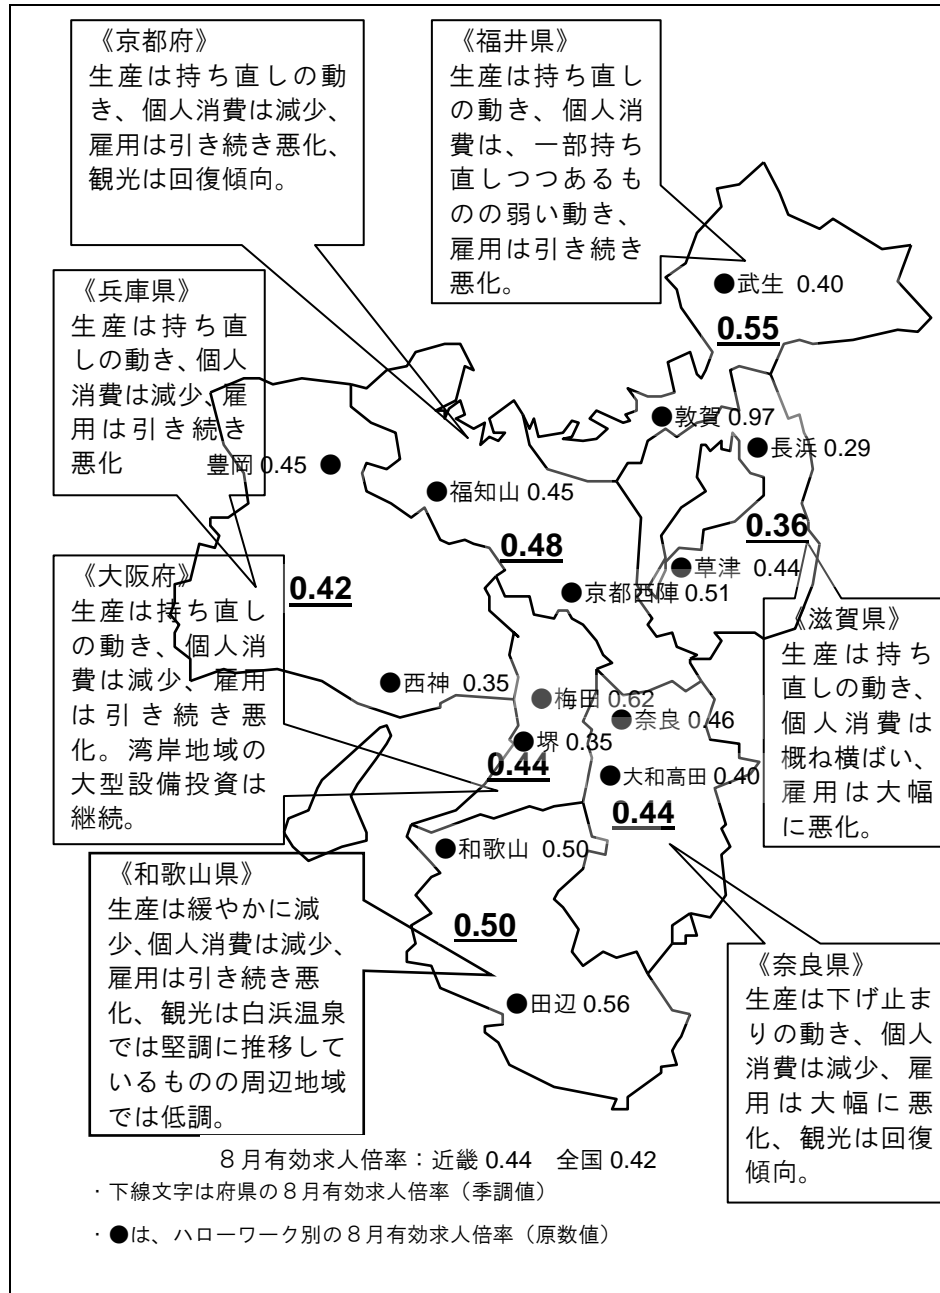 《京都府》
生産は持ち直しの動
き、個人消費は減少、
雇用は引き続き悪化、
観光は回復傾向。
《福井県》
生産は持ち直し
の動き、個人消
費は、一部持ち
直しつつあるも
のの弱い動き、
雇用は引き続き
悪化。
●武生 0.40
0.55
《兵庫県》
生産は持ち直
しの動き、個人
消費は減少、雇
用は引き続き
悪化
豊岡 0.45 ●
●敦賀 0.97
●長浜 0.29
●福知山 0.45
0.36
0.48
●草津 0.44
0.42
●京都西陣 0.51
《大阪府》
生産は持ち直し
の動き、個人消
費は減少、雇用
は引き続き悪
化。湾岸地域の
大型設備投資は
継続。
《滋賀県》
生産は持ち
直しの動き、
個人消費は
概ね横ばい、
雇用は大幅
に悪化。
●西神 0.35
●梅田 0.62
●奈良 0.46
●堺 0.35
0.44
●大和高田 0.40
0.44
●和歌山 0.50
《和歌山県》
生産は緩やかに減
少、個人消費は減少、
雇用は引き続き悪
化、観光は白浜温泉
では堅調に推移して
いるものの周辺地域
では低調。
0.50
●田辺 0.56
《奈良県》
生産は下げ止ま
りの動き、個人
消費は減少、雇
用は大幅に悪
化、観光は回復
傾向。
８月有効求人倍率：近畿 0.44　全国 0.42
・下線文字は府県の８月有効求人倍率（季調値）
・●は、ハローワーク別の８月有効求人倍率（原数値）